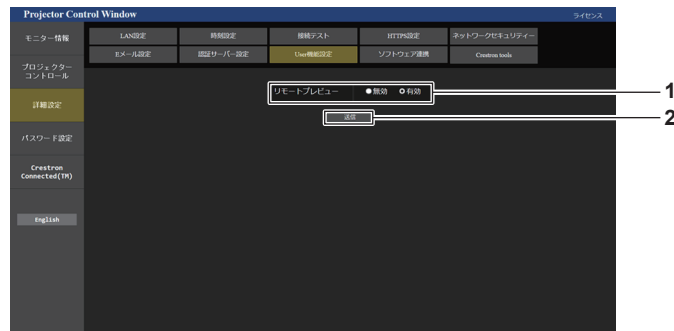 Projector Control Window
ライセンス
モニター情報
プロジェクター
コントロール
詳細設定
パスワード設定
Crestron
Connected(TM)
English
LAN設定
時刻設定
接続テスト
HTTPS設定
ネットワークセキュリティー
Eメール設定
認証サーバー設定
User機能設定
ソフトウェア連携
Crestron tools
リモートプレビュー
無効
有効
送信
1
2